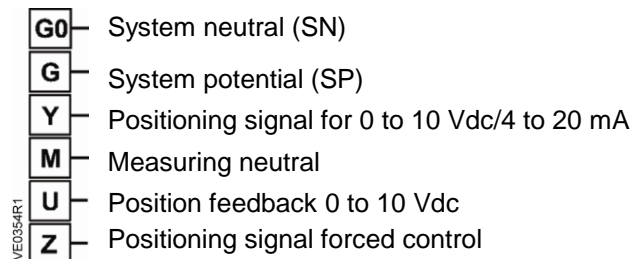 G0 System neutral (SN)
G System potential (SP)
Y Positioning signal for 0 to 10 Vdc/4 to 20 mA
M Measuring neutral
U Position feedback 0 to 10 Vdc
Z Positioning signal forced control
VE0354R1